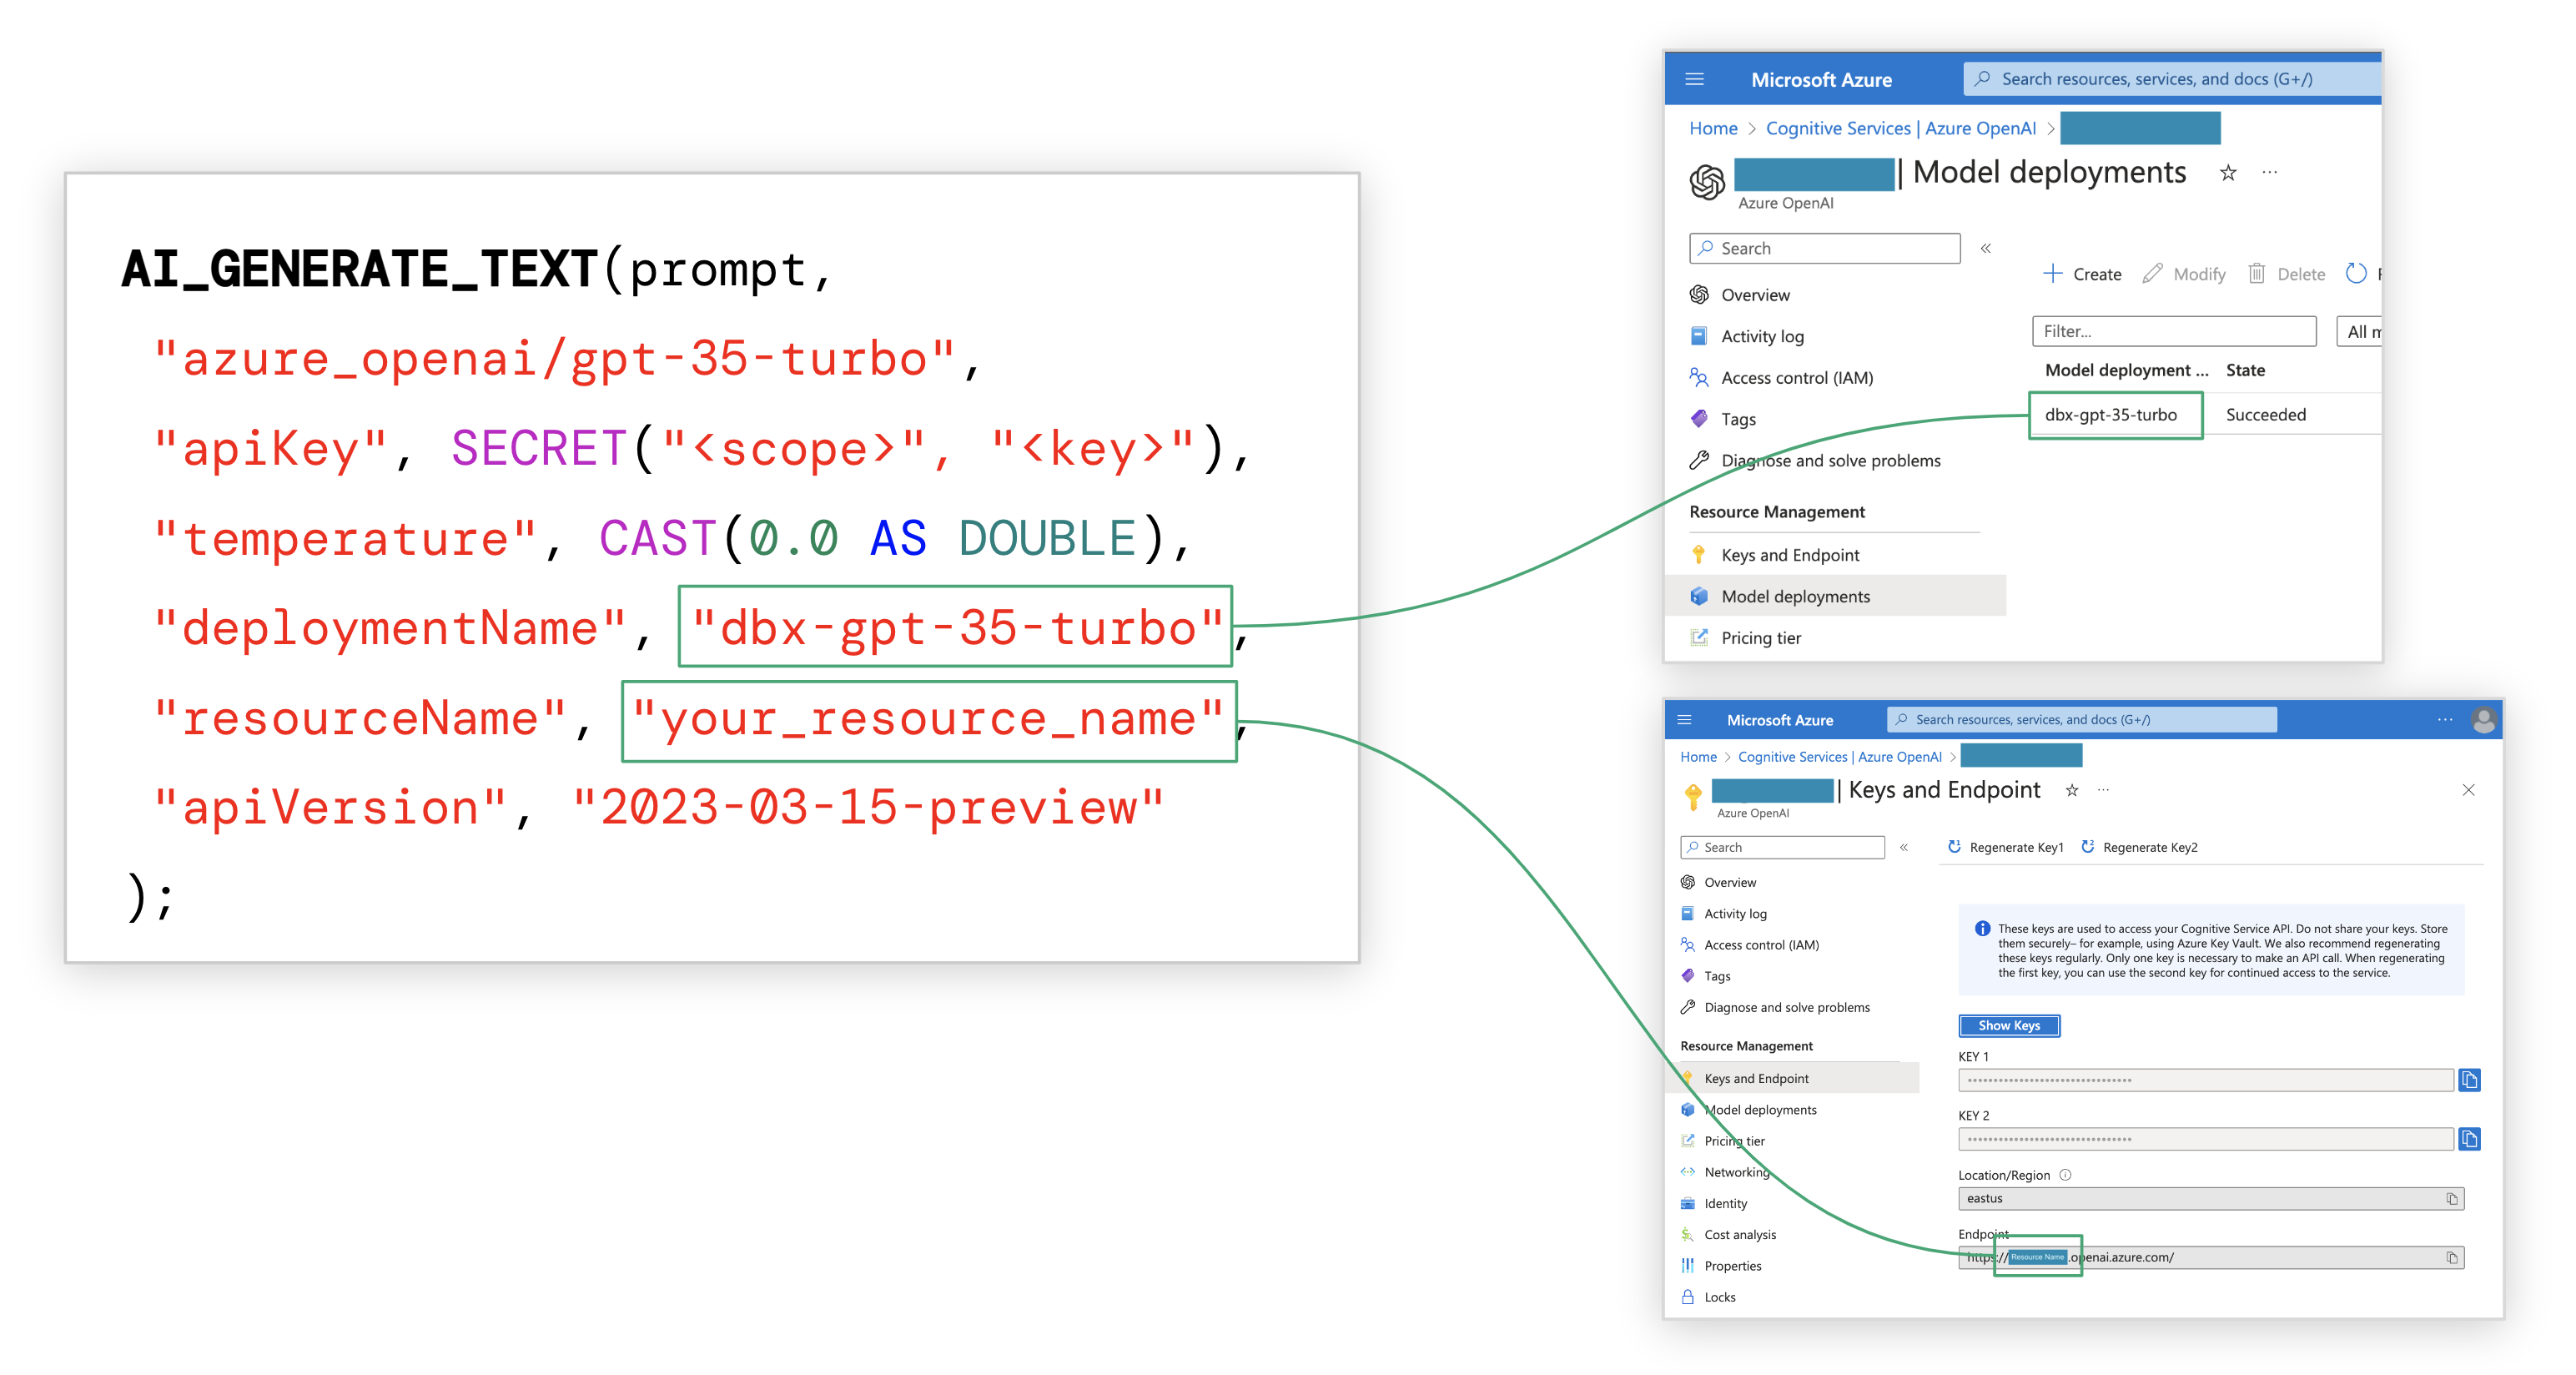 AI_GENERATE_TEXT(prompt,
"azure_openai/gpt-35-turbo",
"apiKey", SECRET("<scope>", "<key>"),
"temperature", CAST(0.0 AS DOUBLE),
"deploymentName", "dbx-gpt-35-turbo",
"resourceName", "your_resource_name",
"apiVersion", "2023-03-15-preview"
);
Microsoft Azure
Search resources, services, and docs (G+/)
Home > Cognitive Services | Azure OpenAI >
| Model deployments
Azure OpenAI
Search
«
Overview
Activity log
Access control (IAM)
Tags
Diagnose and solve problems
Resource Management
Keys and Endpoint
Model deployments
Pricing tier
Create Modify Delete
Filter...
All
Model deployment ... State
dbx-gpt-35-turbo Succeeded
Microsoft Azure
Search resources, services, and docs (G+/)
Home > Cognitive Services | Azure OpenAI >
| Keys and Endpoint
Azure OpenAI
Search
«
Overview
Activity log
Access control (IAM)
Tags
Diagnose and solve problems
Resource Management
Keys and Endpoint
Model deployments
Pricing tier
Networking
Identity
Cost analysis
Properties
Locks
Regenerate Key1 Regenerate Key2
These keys are used to access your Cognitive Service API. Do not share your keys. Store
them securely– for example, using Azure Key Vault. We also recommend regenerating
these keys regularly. Only one key is necessary to make an API call. When regenerating
the first key, you can use the second key for continued access to the service.
Show Keys
KEY 1
KEY 2
Location/Region
eastus
Endpoint
https://Resource Name.openai.azure.com/